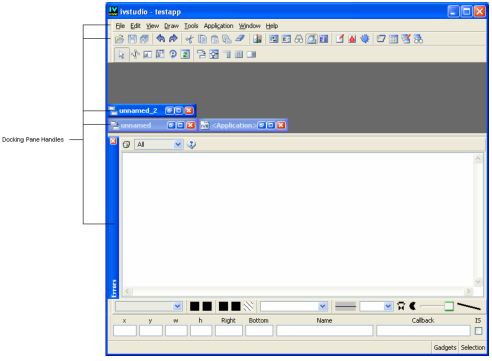 ivstudio - testapp
File Edit View Draw Tools Application Window Help
unnamed_2
unnamed <Application>
Docking Pane Handles
All
Errors
x y w h Right Bottom Name Callback IS
Gadgets Selection